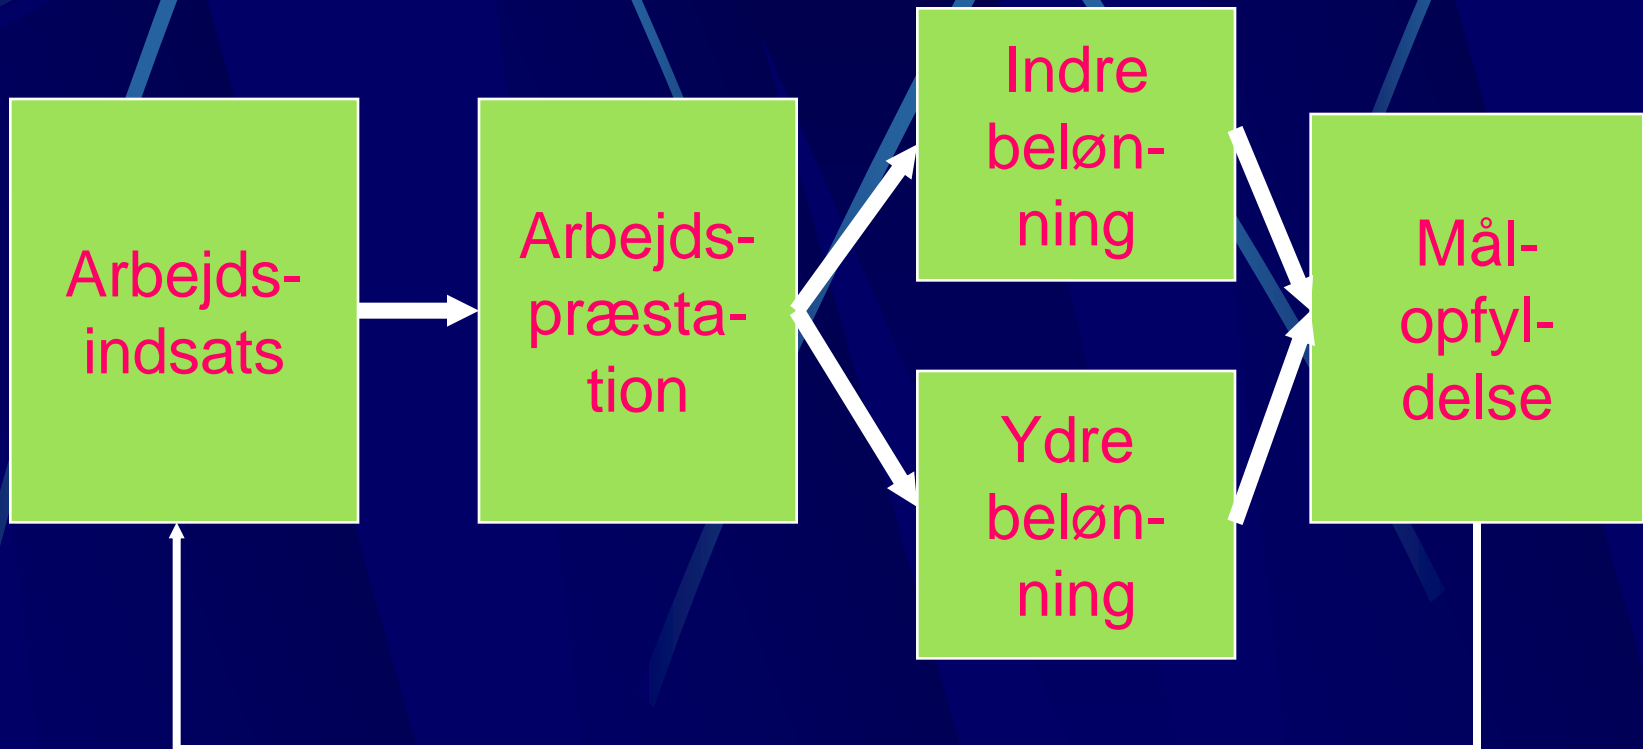 Arbejds-
indsats
Arbejds-
præsta-
tion
Indre
beløn-
ning
Ydre
beløn-
ning
Mål-
opfyl-
delse